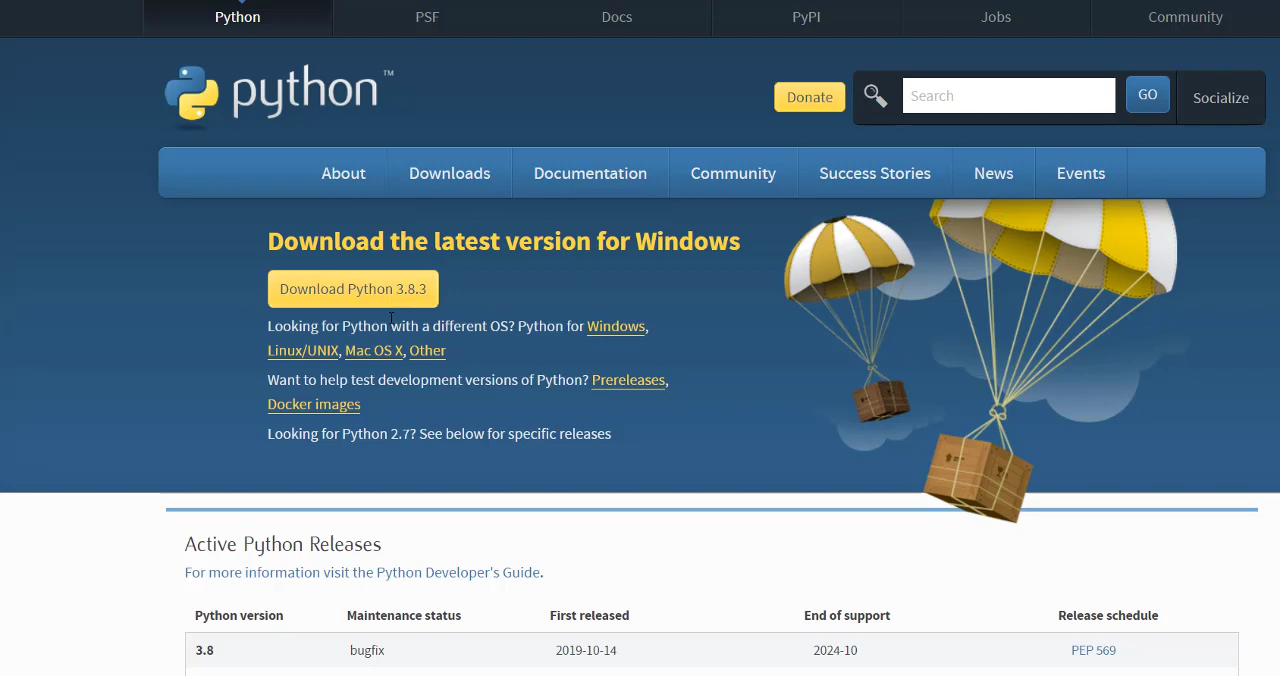 Python PSF Docs PyPI Jobs Community
python™
Donate Search GO Socialize
About Downloads Documentation Community Success Stories News Events
Download the latest version for Windows
Download Python 3.8.3
Looking for Python with a different OS? Python for Windows,
Linux/UNIX, Mac OS X, Other
Want to help test development versions of Python? Prereleases,
Docker images
Looking for Python 2.7? See below for specific releases
Active Python Releases
For more information visit the Python Developer's Guide.
Python version Maintenance status First released End of support Release schedule
3.8 bugfix 2019-10-14 2024-10 PEP 569